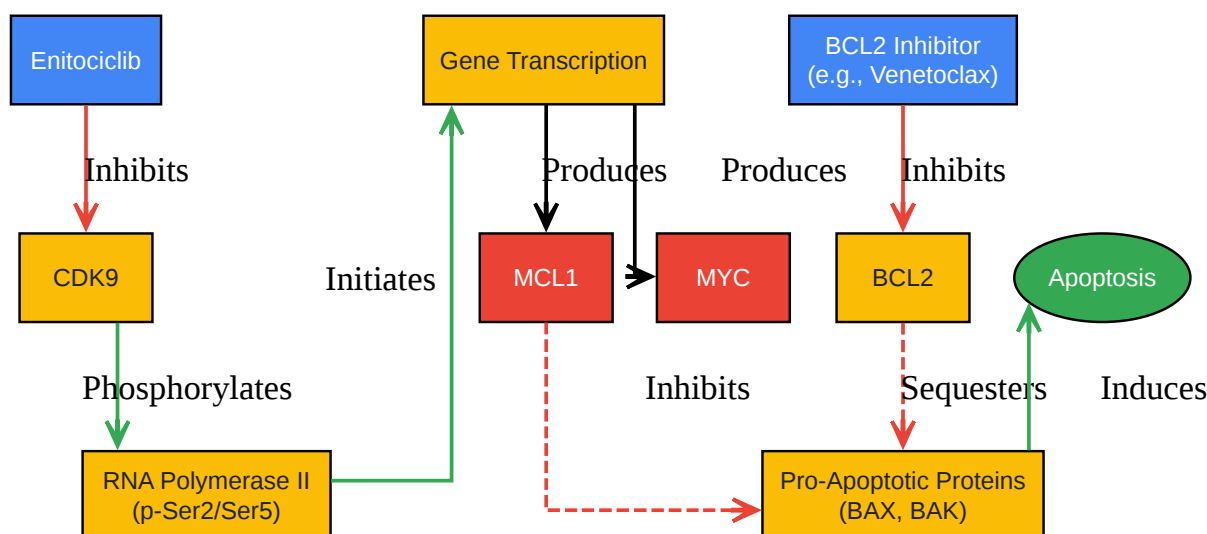 Enitociclib
Gene Transcription
BCL2 Inhibitor
(e.g., Venetoclax)
Inhibits
Produces
Produces
Inhibits
CDK9
Initiates
MCL1
MYC
BCL2
Apoptosis
Phosphorylates
Inhibits
Sequesters
Induces
RNA Polymerase II
(p-Ser2/Ser5)
Pro-Apoptotic Proteins
(BAX, BAK)